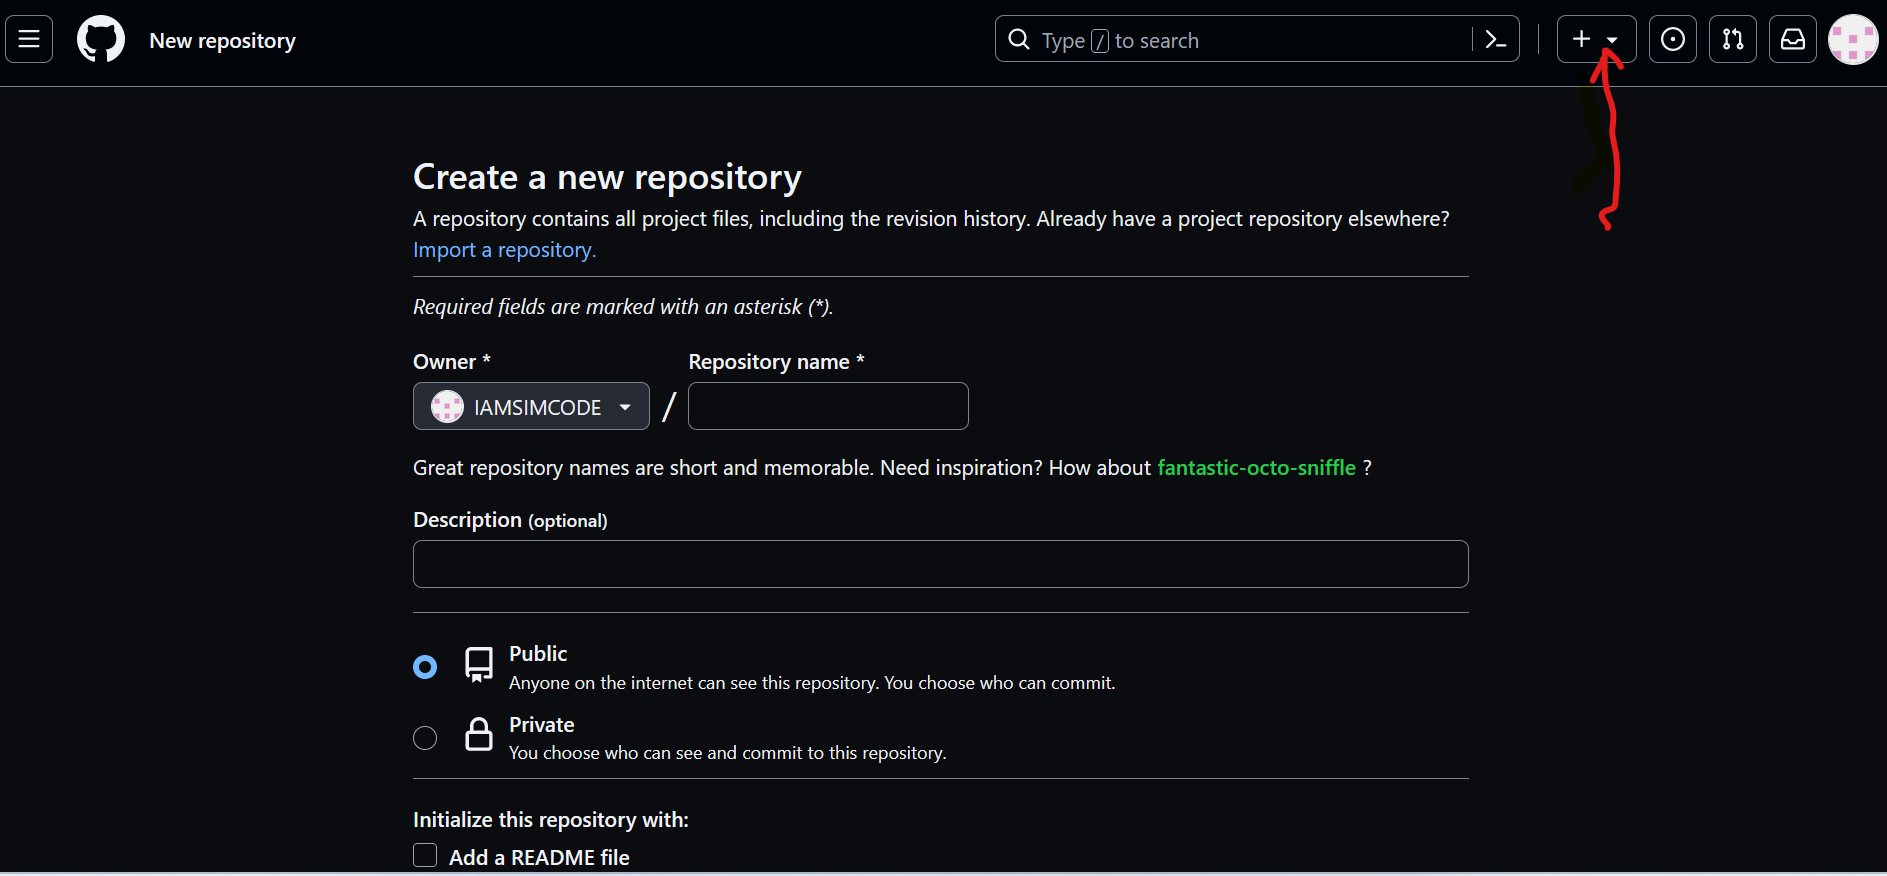 New repository
Type / to search
Create a new repository
A repository contains all project files, including the revision history. Already have a project repository elsewhere?
Import a repository.
Required fields are marked with an asterisk (*).
Owner * Repository name *
IAMSIMCODE /
Great repository names are short and memorable. Need inspiration? How about fantastic-octo-sniffle ?
Description (optional)
Public
Anyone on the internet can see this repository. You choose who can commit.
Private
You choose who can see and commit to this repository.
Initialize this repository with:
Add a README file